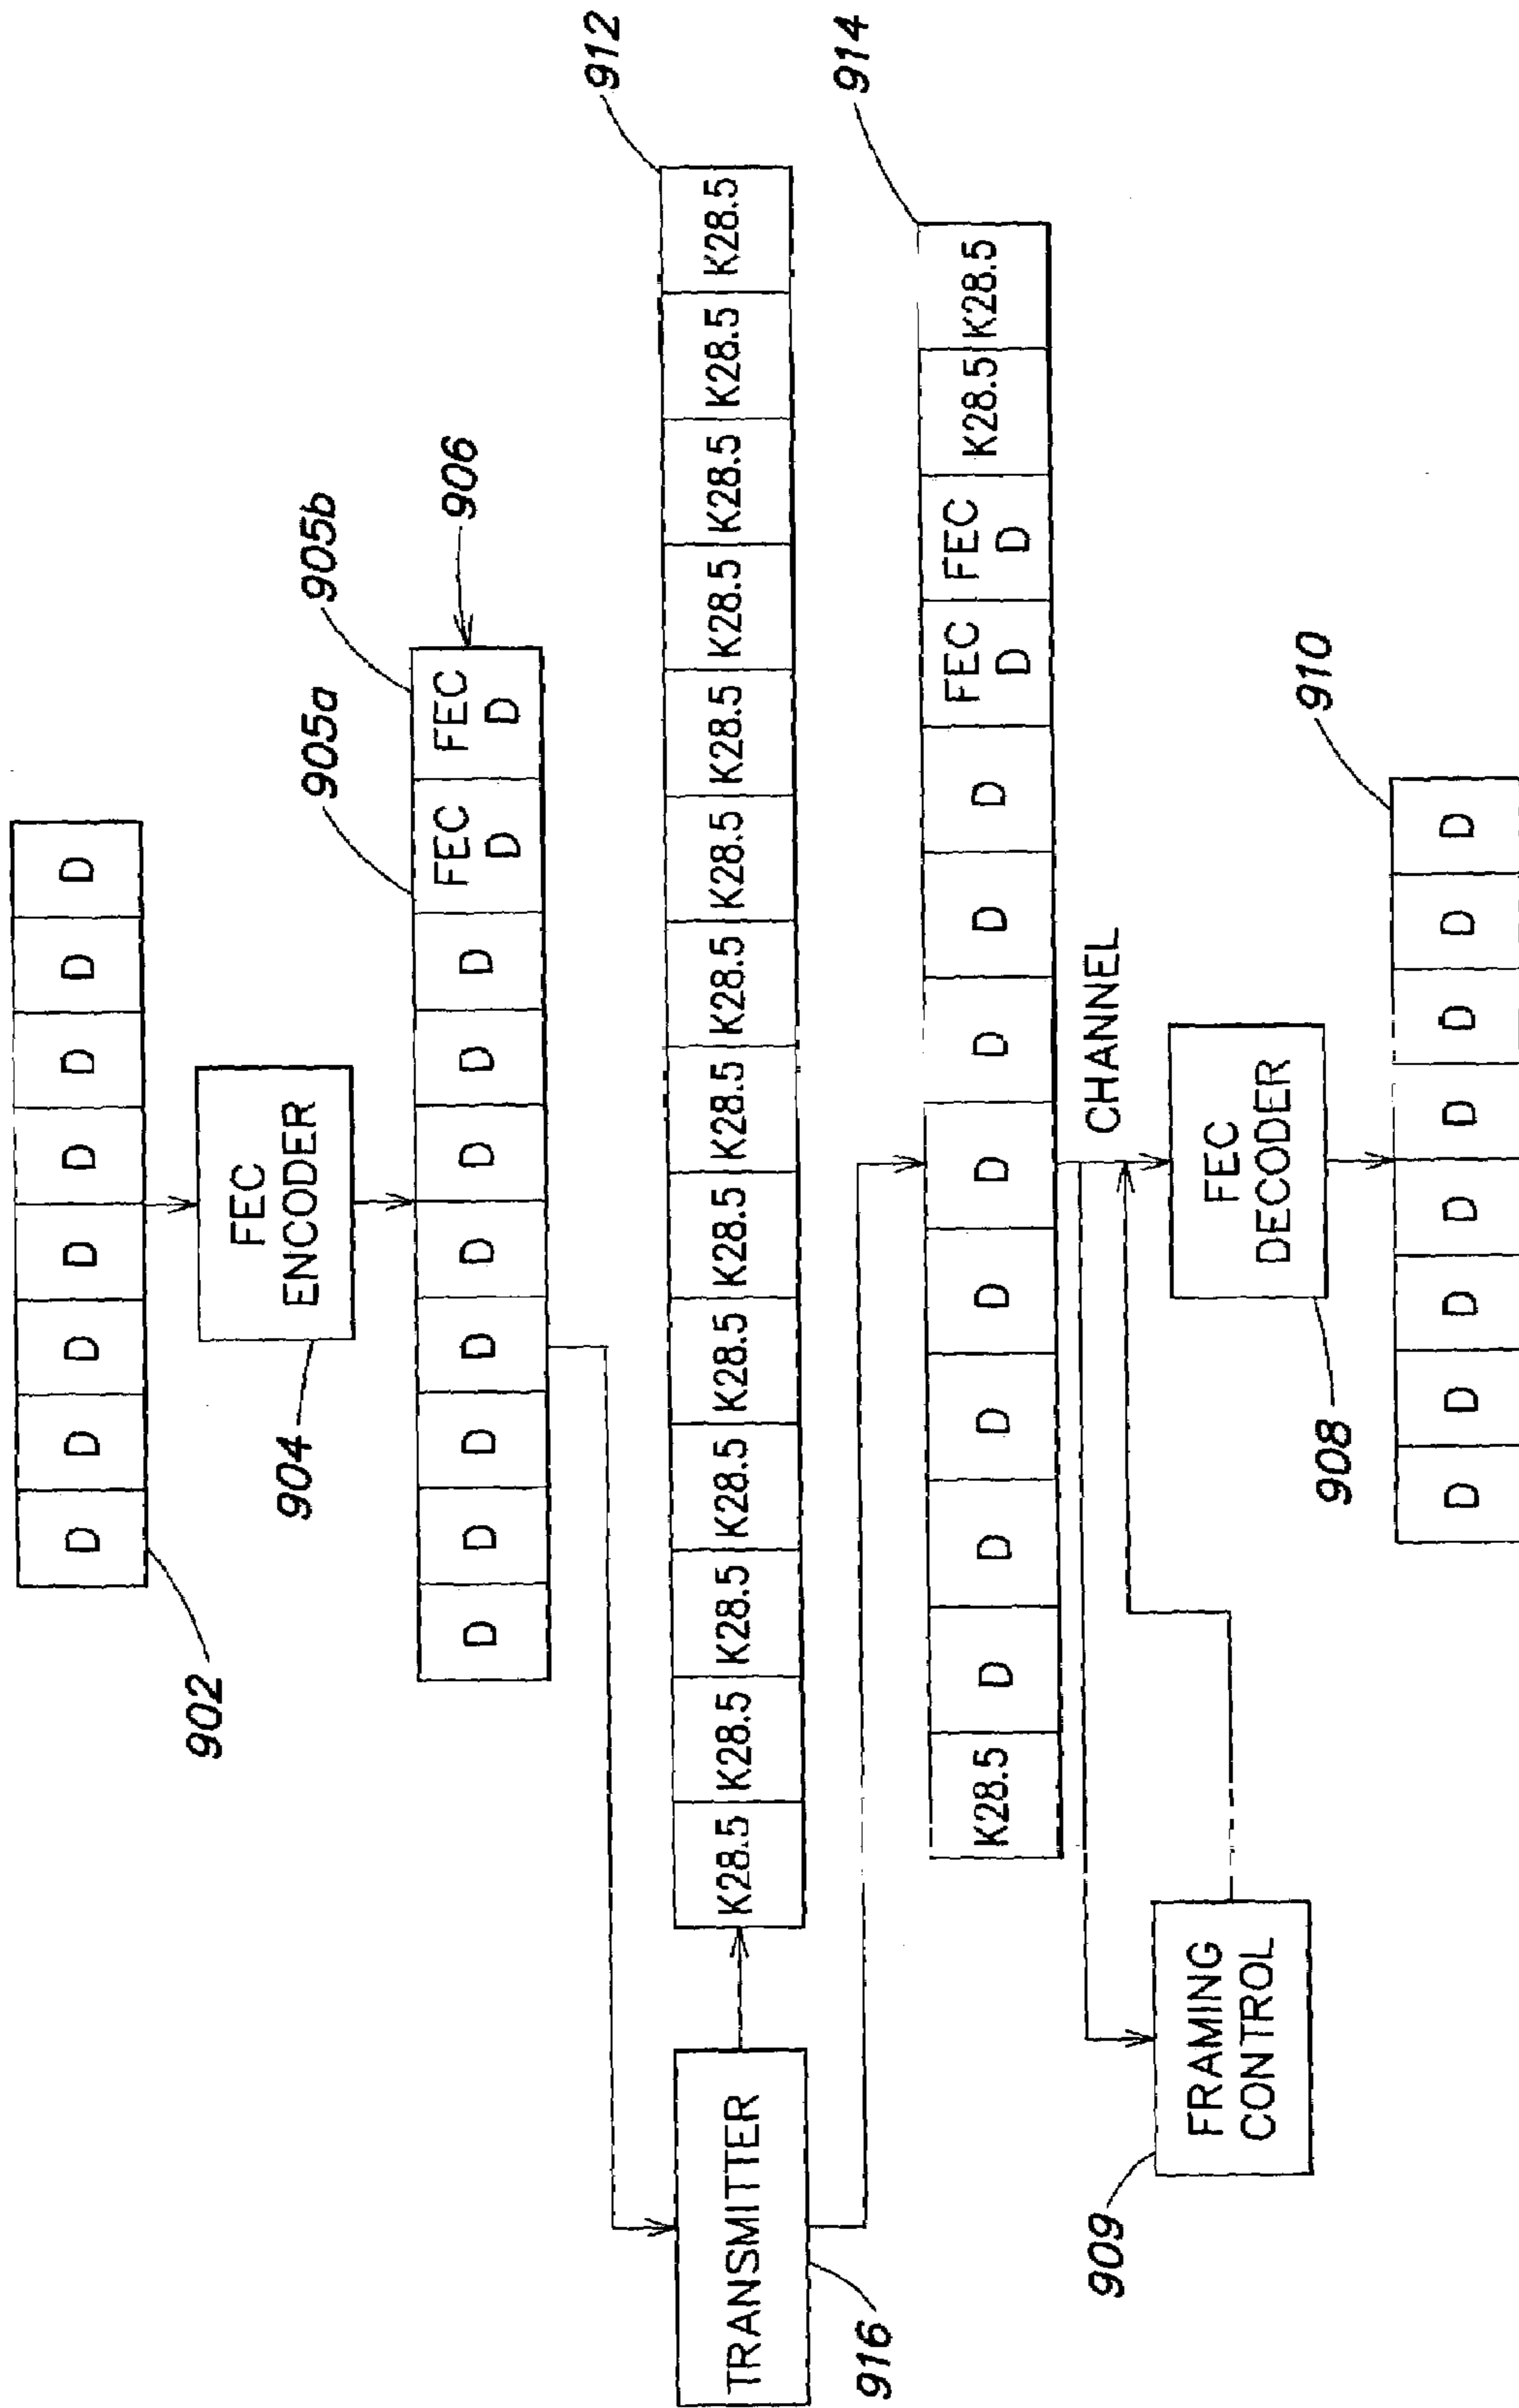 D D D D D D D D
902
FEC
ENCODER
904
905a
905b
D D D D D D D D FEC FEC
D D
906
912
TRANSMITTER
916
K28.5 K28.5 K28.5 K28.5 K28.5 K28.5 K28.5 K28.5 K28.5 K28.5 K28.5 K28.5 K28.5 K28.5
914
K28.5 D D D D D D D D FEC FEC K28.5 K28.5
D D
CHANNEL
909
FRAMING
CONTROL
FEC
DECODER
908
910
D D D D D D D D